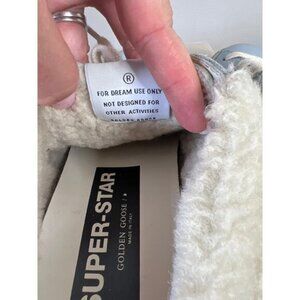 ®
FOR DREAM USE ONLY
NOT DESIGNED FOR
OTHER ACTIVITIES
SUPER-STAR
GOLDEN GOOSE
MADE IN ITALY